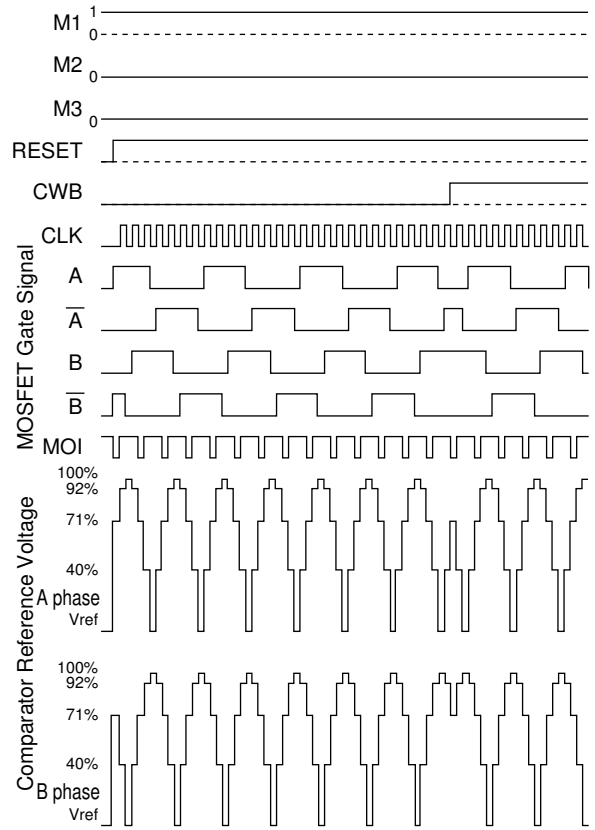 M1 1
0
M2 0
M3 0
RESET
CWB
CLK
MOSFET Gate Signal
A
A̅
B
B̅
MOI
Comparator Reference Voltage
100%
92%
71%
40%
A phase
Vref
100%
92%
71%
40%
B phase
Vref